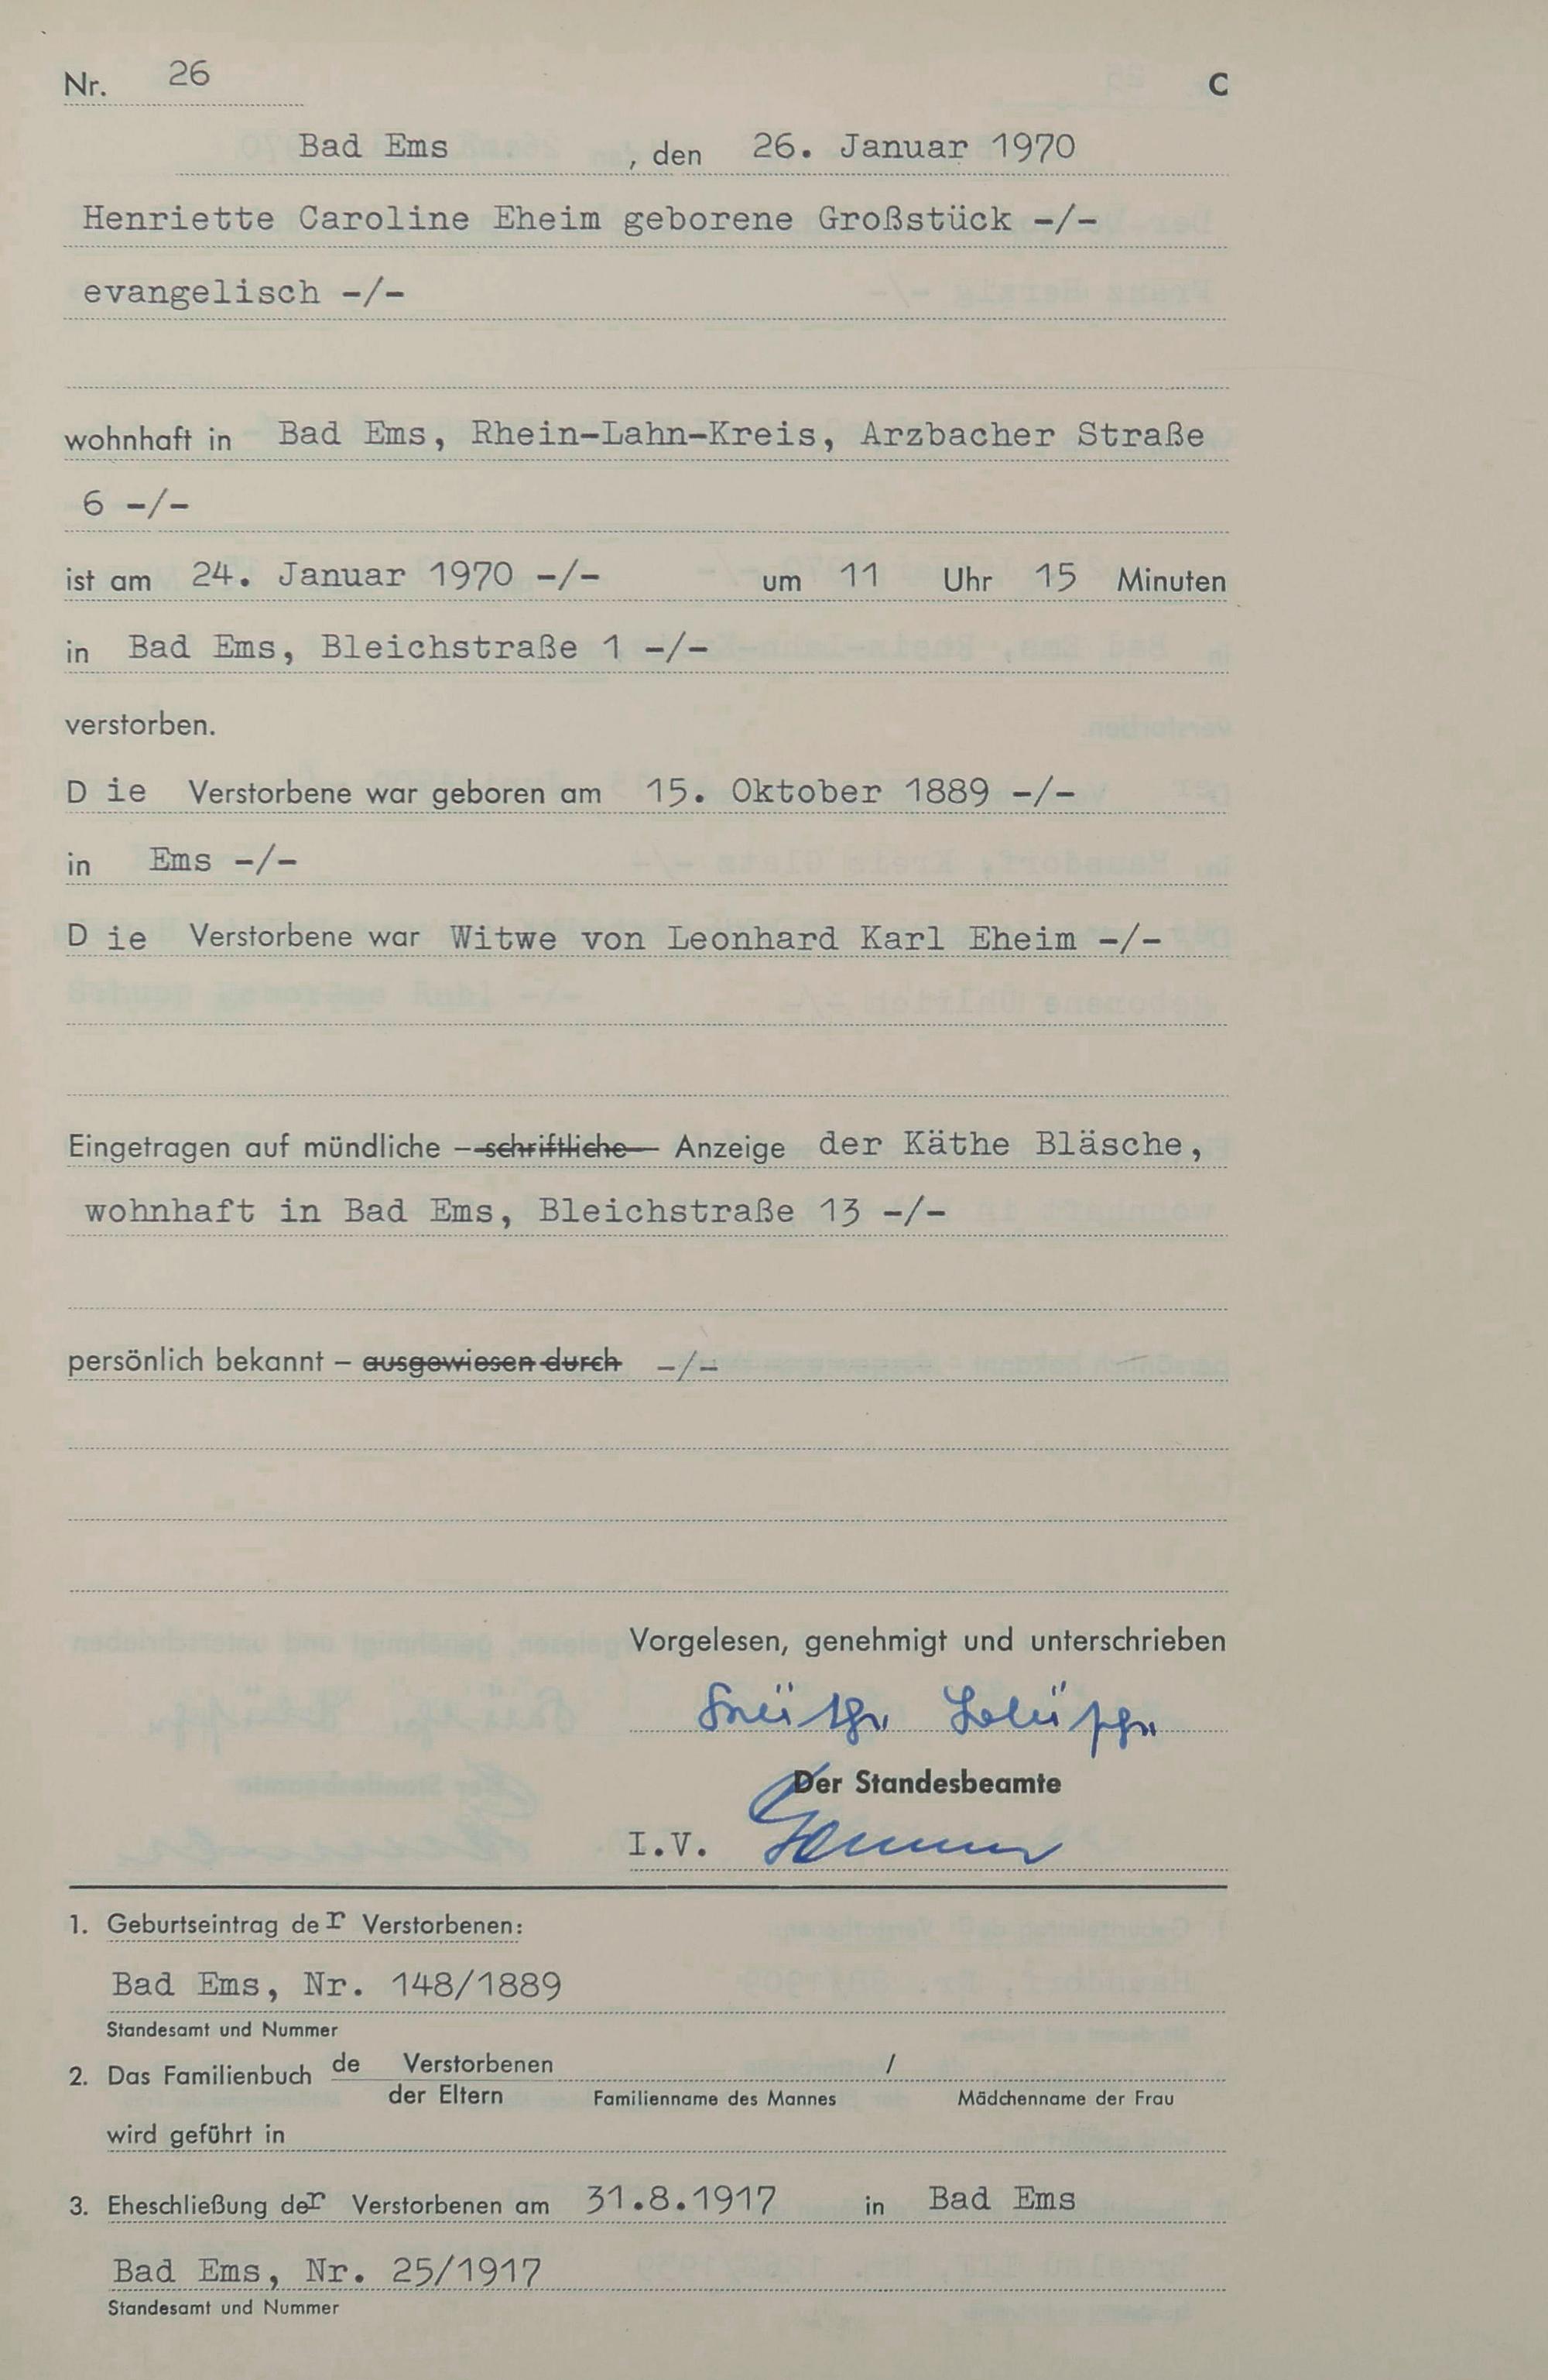 Nr. 26 C
Bad Ems , den 26. Januar 1970
Henriette Caroline Eheim geborene Großstück -/-
evangelisch -/-
wohnhaft in Bad Ems, Rhein-Lahn-Kreis, Arzbacher Straße
6 -/-
ist am 24. Januar 1970 -/- um 11 Uhr 15 Minuten
in Bad Ems, Bleichstraße 1 -/-
verstorben.
D ie Verstorbene war geboren am 15. Oktober 1889 -/-
in Ems -/-
D ie Verstorbene war Witwe von Leonhard Karl Eheim -/-
Eingetragen auf mündliche – schriftliche – Anzeige der Käthe Bläsche,
wohnhaft in Bad Ems, Bleichstraße 13 -/-
persönlich bekannt – ausgewiesen durch -/-
Vorgelesen, genehmigt und unterschrieben
Käthe Bläsche
Der Standesbeamte
I.V.
1. Geburtseintrag der Verstorbenen:
Bad Ems, Nr. 148/1889
Standesamt und Nummer
2. Das Familienbuch de Verstorbenen /
der Eltern Familienname des Mannes Mädchenname der Frau
wird geführt in
3. Eheschließung der Verstorbenen am 31.8.1917 in Bad Ems
Bad Ems, Nr. 25/1917
Standesamt und Nummer